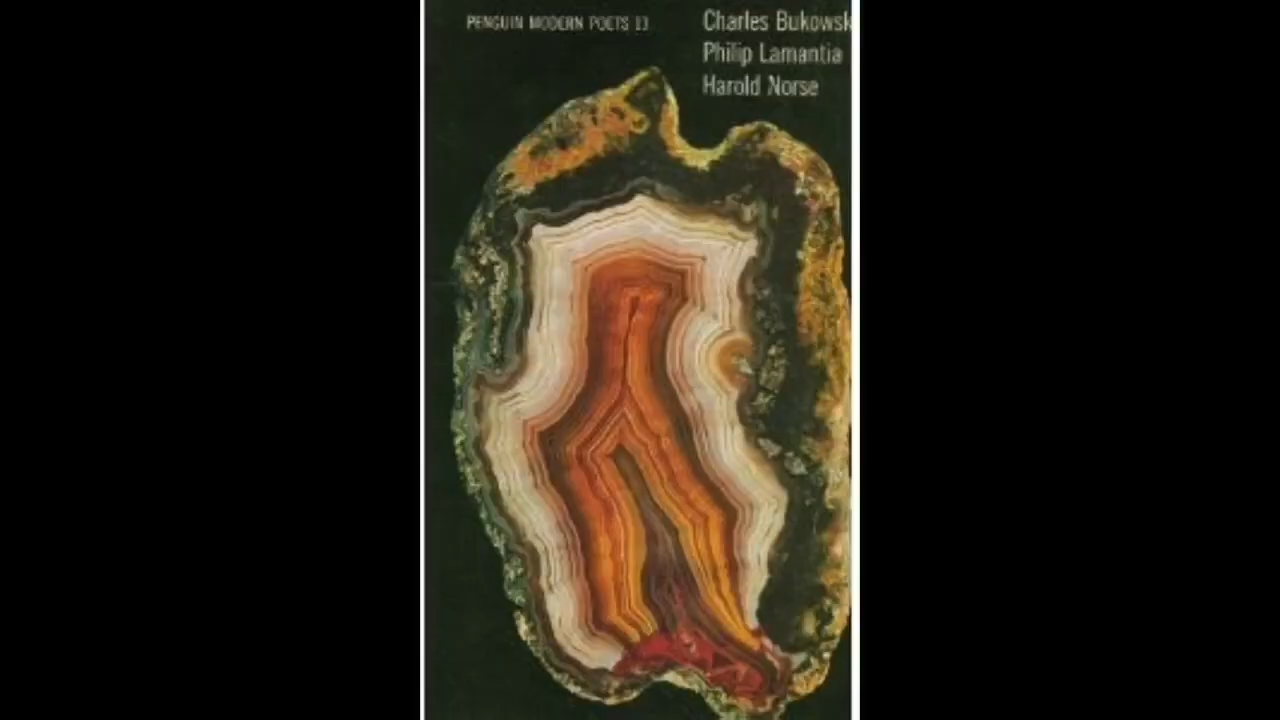 PENGUIN MODERN POETS 13
Charles Bukowsk
Philip Lamantia
Harold Norse